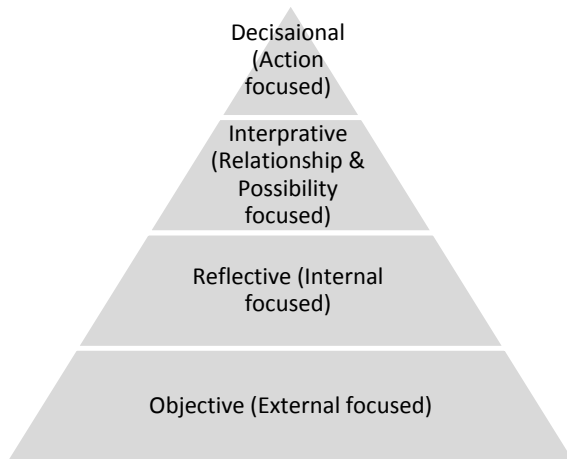 Decisaional
(Action
focused)
Interprative
(Relationship &
Possibility
focused)
Reflective (Internal
focused)
Objective (External focused)